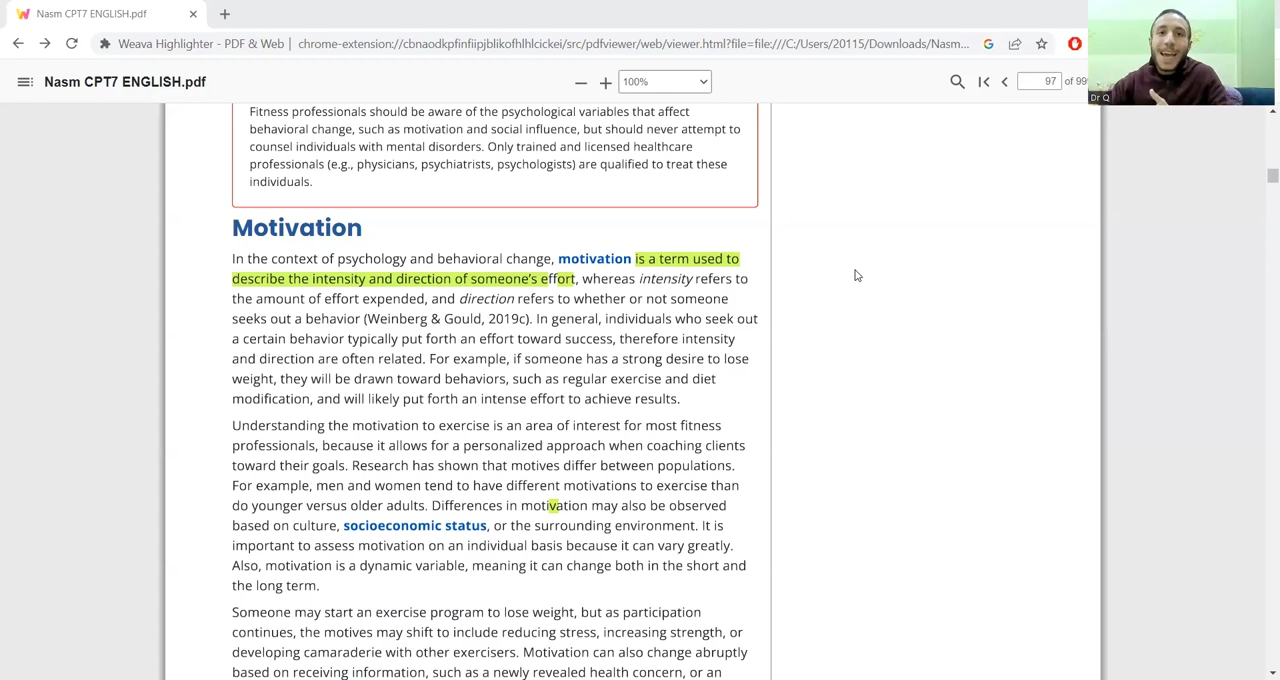 Nasm CPT7 ENGLISH.pdf
Weava Highlighter - PDF & Web | chrome-extension://cbnaodkpfinfiipjblikofhlhlcickei/src/pdfviewer/web/viewer.html?file=file:///C:/Users/20115/Downloads/Nasm...
Nasm CPT7 ENGLISH.pdf
100%
97 of 99
Dr Q
Fitness professionals should be aware of the psychological variables that affect
behavioral change, such as motivation and social influence, but should never attempt to
counsel individuals with mental disorders. Only trained and licensed healthcare
professionals (e.g., physicians, psychiatrists, psychologists) are qualified to treat these
individuals.
Motivation
In the context of psychology and behavioral change, motivation is a term used to
describe the intensity and direction of someone's effort, whereas intensity refers to
the amount of effort expended, and direction refers to whether or not someone
seeks out a behavior (Weinberg & Gould, 2019c). In general, individuals who seek out
a certain behavior typically put forth an effort toward success, therefore intensity
and direction are often related. For example, if someone has a strong desire to lose
weight, they will be drawn toward behaviors, such as regular exercise and diet
modification, and will likely put forth an intense effort to achieve results.
Understanding the motivation to exercise is an area of interest for most fitness
professionals, because it allows for a personalized approach when coaching clients
toward their goals. Research has shown that motives differ between populations.
For example, men and women tend to have different motivations to exercise than
do younger versus older adults. Differences in motivation may also be observed
based on culture, socioeconomic status, or the surrounding environment. It is
important to assess motivation on an individual basis because it can vary greatly.
Also, motivation is a dynamic variable, meaning it can change both in the short and
the long term.
Someone may start an exercise program to lose weight, but as participation
continues, the motives may shift to include reducing stress, increasing strength, or
developing camaraderie with other exercisers. Motivation can also change abruptly
based on receiving information, such as a newly revealed health concern, or an